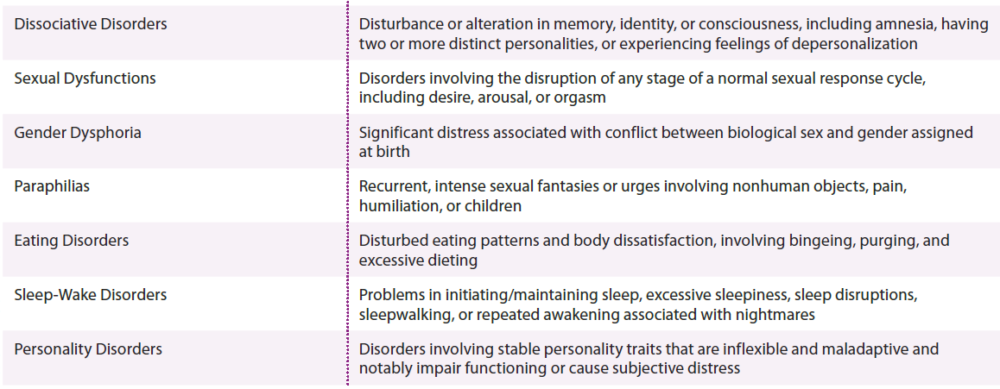 Dissociative Disorders
Disturbance or alteration in memory, identity, or consciousness, including amnesia, having
two or more distinct personalities, or experiencing feelings of depersonalization
Sexual Dysfunctions
Disorders involving the disruption of any stage of a normal sexual response cycle,
including desire, arousal, or orgasm
Gender Dysphoria
Significant distress associated with conflict between biological sex and gender assigned
at birth
Paraphilias
Recurrent, intense sexual fantasies or urges involving nonhuman objects, pain,
humiliation, or children
Eating Disorders
Disturbed eating patterns and body dissatisfaction, involving bingeing, purging, and
excessive dieting
Sleep-Wake Disorders
Problems in initiating/maintaining sleep, excessive sleepiness, sleep disruptions,
sleepwalking, or repeated awakening associated with nightmares
Personality Disorders
Disorders involving stable personality traits that are inflexible and maladaptive and
notably impair functioning or cause subjective distress